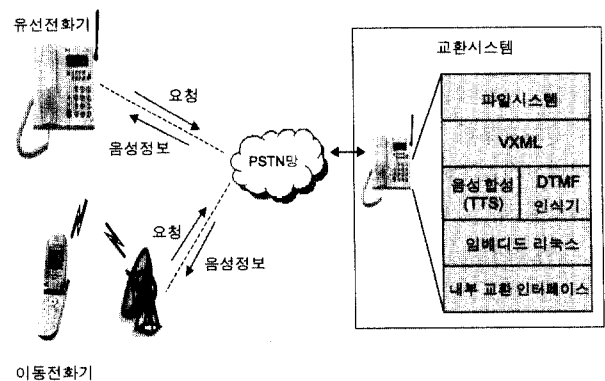 유선전화기
교환시스템
요청
음성정보
PSTN망
요청
음성정보
이동전화기
파일시스템
VXML
음성 합성
(TTS)
DTMF
인식기
임베디드 리눅스
내부 교환 인터페이스